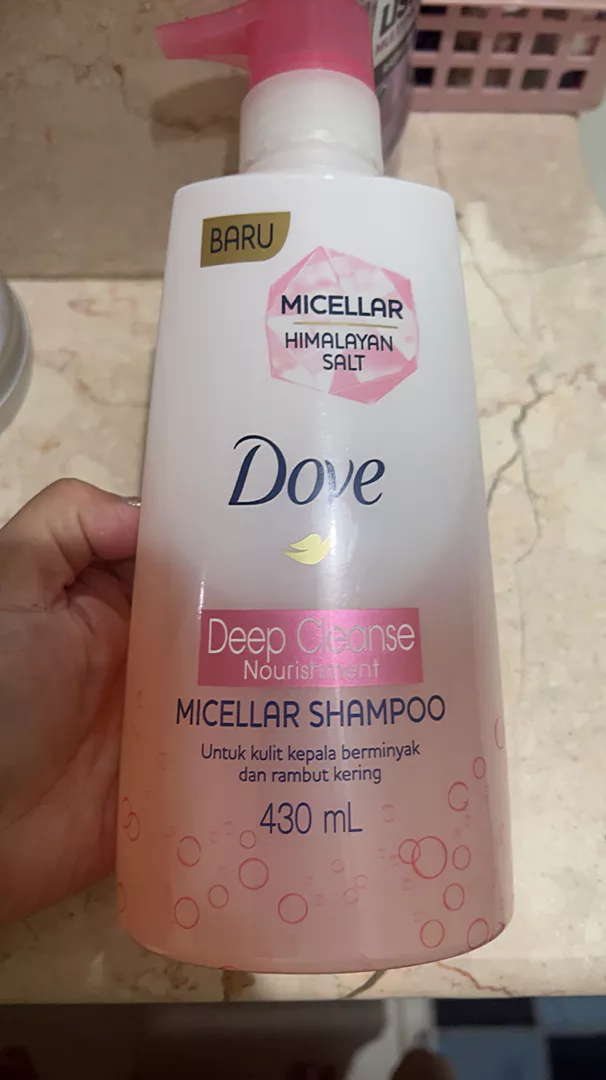 BARU
MICELLAR
HIMALAYAN
SALT
Dove
Deep Cleanse
Nourishment
MICELLAR SHAMPOO
Untuk kulit kepala berminyak
dan rambut kering
430 mL